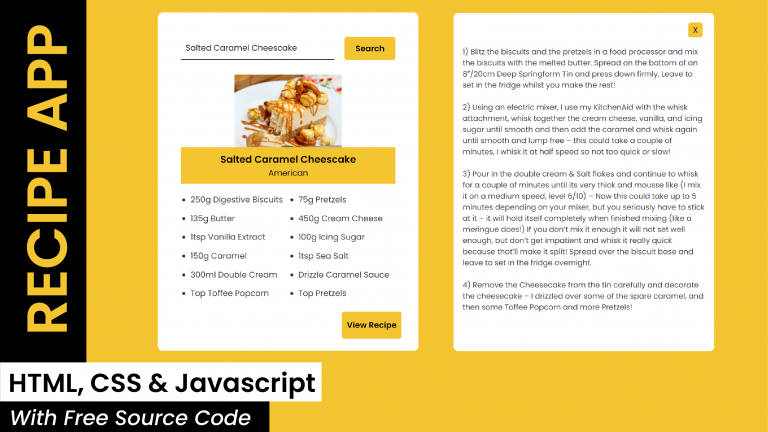 RECIPE APP
Salted Caramel Cheescake
Search
Salted Caramel Cheescake
American
250g Digestive Biscuits
75g Pretzels
135g Butter
450g Cream Cheese
1tsp Vanilla Extract
100g Icing Sugar
150g Caramel
1tsp Sea Salt
300ml Double Cream
Drizzle Caramel Sauce
Top Toffee Popcorn
Top Pretzels
View Recipe
X
1) Blitz the biscuits and the pretzels in a food processor and mix
the biscuits with the melted butter. Spread on the bottom of an
8"/20cm Deep Springform Tin and press down firmly. Leave to
set in the fridge whilst you make the rest!
2) Using an electric mixer, I use my KitchenAid with the whisk
attachment, whisk together the cream cheese, vanilla, and icing
sugar until smooth and then add the caramel and whisk again
until smooth and lump free – this could take a couple of
minutes, I whisk it at half speed so not too quick or slow!
3) Pour in the double cream & Salt flakes and continue to whisk
for a couple of minutes until its very thick and mousse like (I mix
it on a medium speed, level 6/10) – Now this could take up to 5
minutes depending on your mixer, but you seriously have to stick
at it – it will hold itself completely when finished mixing (like a
meringue does!) If you don't mix it enough it will not set well
enough, but don't get impatient and whisk it really quick
because that'll make it split! Spread over the biscuit base and
leave to set in the fridge overnight.
4) Remove the Cheesecake from the tin carefully and decorate
the cheesecake – I drizzled over some of the spare caramel, and
then some Toffee Popcorn and more Pretzels!
HTML, CSS & Javascript
With Free Source Code